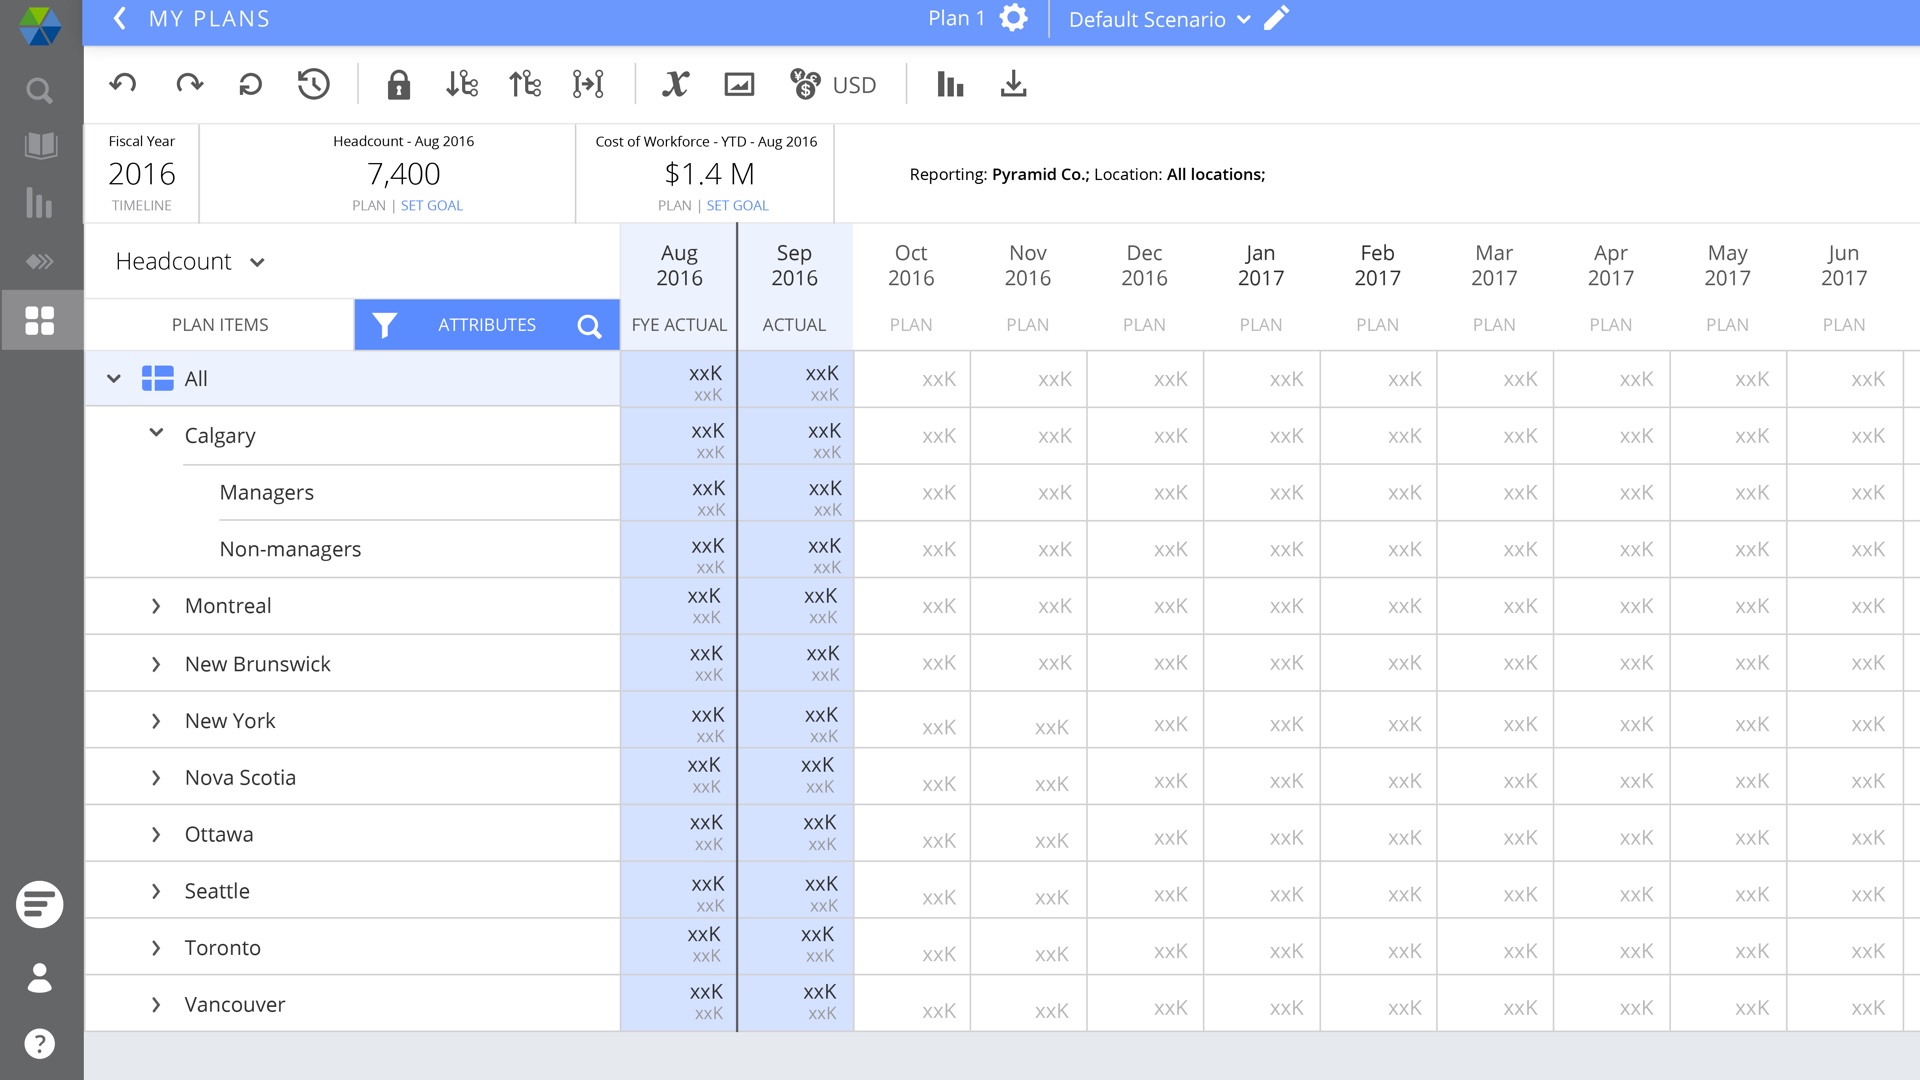 MY PLANS
Plan 1
Default Scenario
USD
Fiscal Year
2016
TIMELINE
Headcount - Aug 2016
7,400
PLAN | SET GOAL
Cost of Workforce - YTD - Aug 2016
$1.4 M
PLAN | SET GOAL
Reporting: Pyramid Co.; Location: All locations;
Headcount
Aug 2016 Sep 2016 Oct 2016 Nov 2016 Dec 2016 Jan 2017 Feb 2017 Mar 2017 Apr 2017 May 2017 Jun 2017
PLAN ITEMS ATTRIBUTES FYE ACTUAL ACTUAL PLAN PLAN PLAN PLAN PLAN PLAN PLAN PLAN PLAN
All xxK xxK xxK xxK xxK xxK xxK xxK xxK xxK xxK
xxK xxK
Calgary xxK xxK xxK xxK xxK xxK xxK xxK xxK xxK xxK
xxK xxK
Managers xxK xxK xxK xxK xxK xxK xxK xxK xxK xxK xxK
xxK xxK
Non-managers xxK xxK xxK xxK xxK xxK xxK xxK xxK xxK xxK
xxK xxK
Montreal xxK xxK xxK xxK xxK xxK xxK xxK xxK xxK xxK
xxK xxK
New Brunswick xxK xxK xxK xxK xxK xxK xxK xxK xxK xxK xxK
xxK xxK
New York xxK xxK xxK xxK xxK xxK xxK xxK xxK xxK xxK
xxK xxK
Nova Scotia xxK xxK xxK xxK xxK xxK xxK xxK xxK xxK xxK
xxK xxK
Ottawa xxK xxK xxK xxK xxK xxK xxK xxK xxK xxK xxK
xxK xxK
Seattle xxK xxK xxK xxK xxK xxK xxK xxK xxK xxK xxK
xxK xxK
Toronto xxK xxK xxK xxK xxK xxK xxK xxK xxK xxK xxK
xxK xxK
Vancouver xxK xxK xxK xxK xxK xxK xxK xxK xxK xxK xxK
xxK xxK